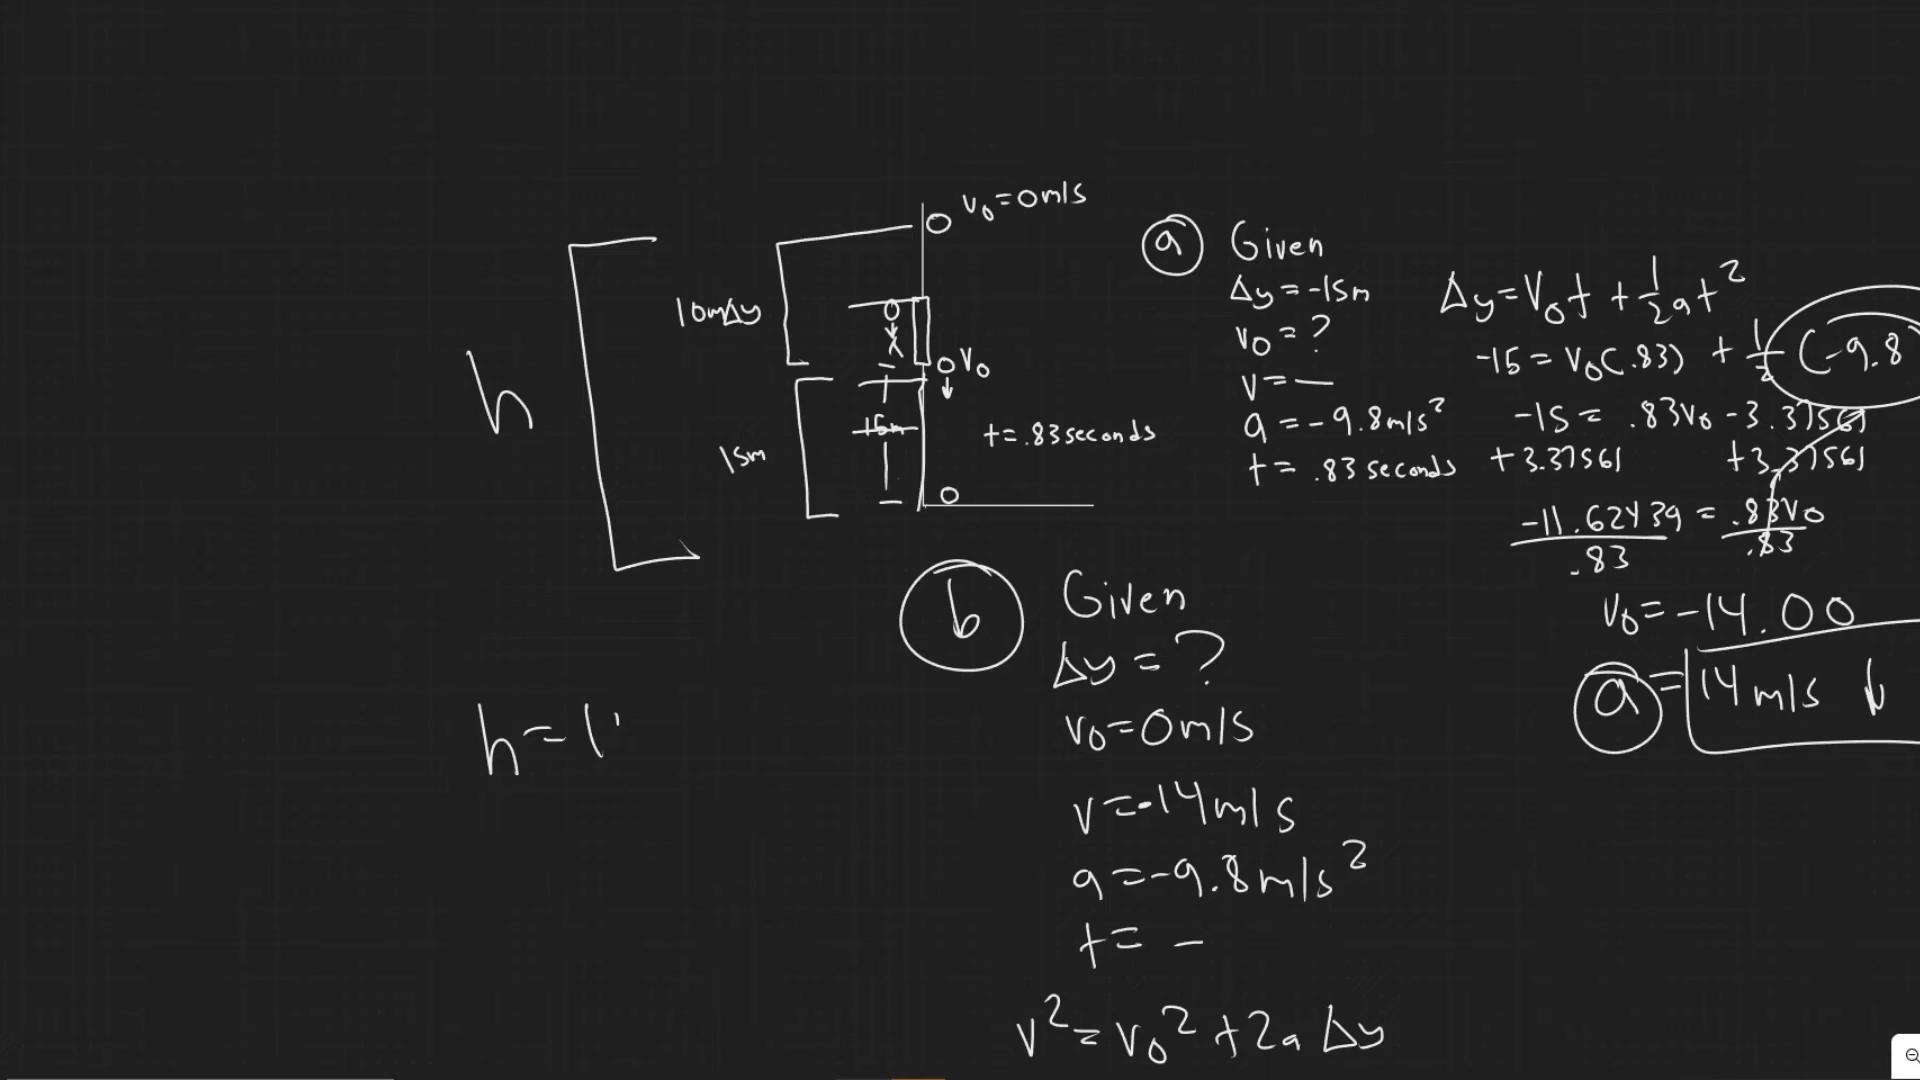 v₀=0m/s
10mΔy
h
v₀
15m
15m
t=.83seconds
h=1
a Given
Δy=-15m
v₀=?
v=—
a=-9.8m/s²
t=.83 seconds
Δy=V₀t+1/2at²
-15=V₀(.83)+1/2(-9.8
-15=.83V₀-3.37561
+3.37561 +3.37561
-11.62439=.83V₀
.83 .83
V₀=-14.00
a=14m/s ↓
b Given
Δy=?
v₀=0m/s
v=-14m/s
a=-9.8m/s²
t=—
v²=v₀²+2aΔy